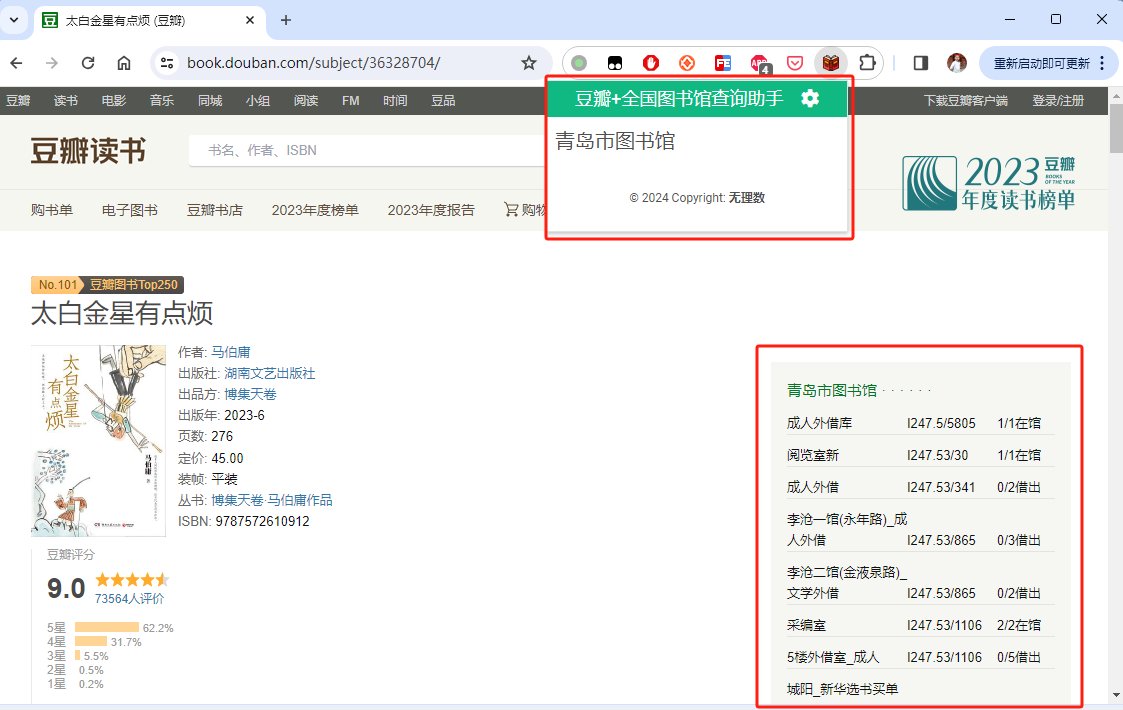 太白金星有点烦 (豆瓣)
book.douban.com/subject/36328704/
4
重新启动即可更新
豆瓣 读书 电影 音乐 同城 小组 阅读 FM 时间 豆品
下载豆瓣客户端 登录/注册
豆瓣+全国图书馆查询助手
青岛市图书馆
© 2024 Copyright: 无理数
豆瓣读书
书名、作者、ISBN
2023 豆瓣
BOOKS OF THE YEAR
年度读书榜单
购书单 电子图书 豆瓣书店 2023年度榜单 2023年度报告 购物
No.101 豆瓣图书Top250
太白金星有点烦
太白金星有点烦
马伯庸
作者: 马伯庸
出版社: 湖南文艺出版社
出品方: 博集天卷
出版年: 2023-6
页数: 276
定价: 45.00
装帧: 平装
丛书: 博集天卷·马伯庸作品
ISBN: 9787572610912
豆瓣评分
9.0
73564人评价
5星 62.2%
4星 31.7%
3星 5.5%
2星 0.5%
1星 0.2%
青岛市图书馆 · · · · · ·
成人外借库 I247.5/5805 1/1在馆
阅览室新 I247.53/30 1/1在馆
成人外借 I247.53/341 0/2借出
李沧一馆(永年路)_成
人外借 I247.53/865 0/3借出
李沧二馆(金液泉路)_
文学外借 I247.53/865 0/2借出
采编室 I247.53/1106 2/2在馆
5楼外借室_成人 I247.53/1106 0/5借出
城阳_新华选书买单